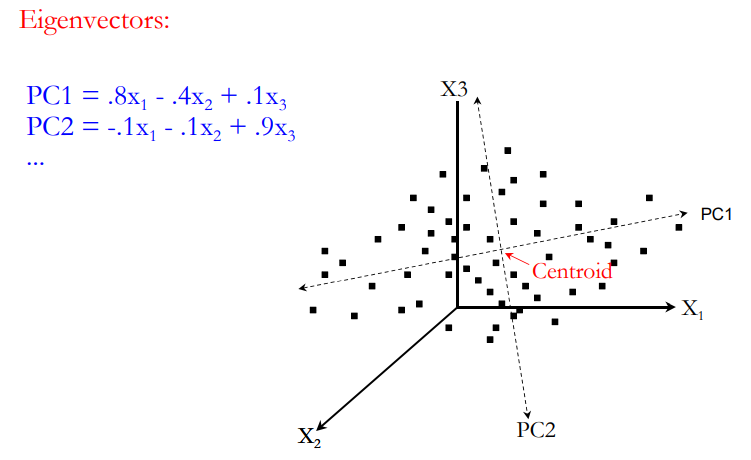 Eigenvectors:
PC1 = .8x₁ - .4x₂ + .1x₃
PC2 = -.1x₁ - .1x₂ + .9x₃
...
X3
PC1
Centroid
X₁
X₂
PC2